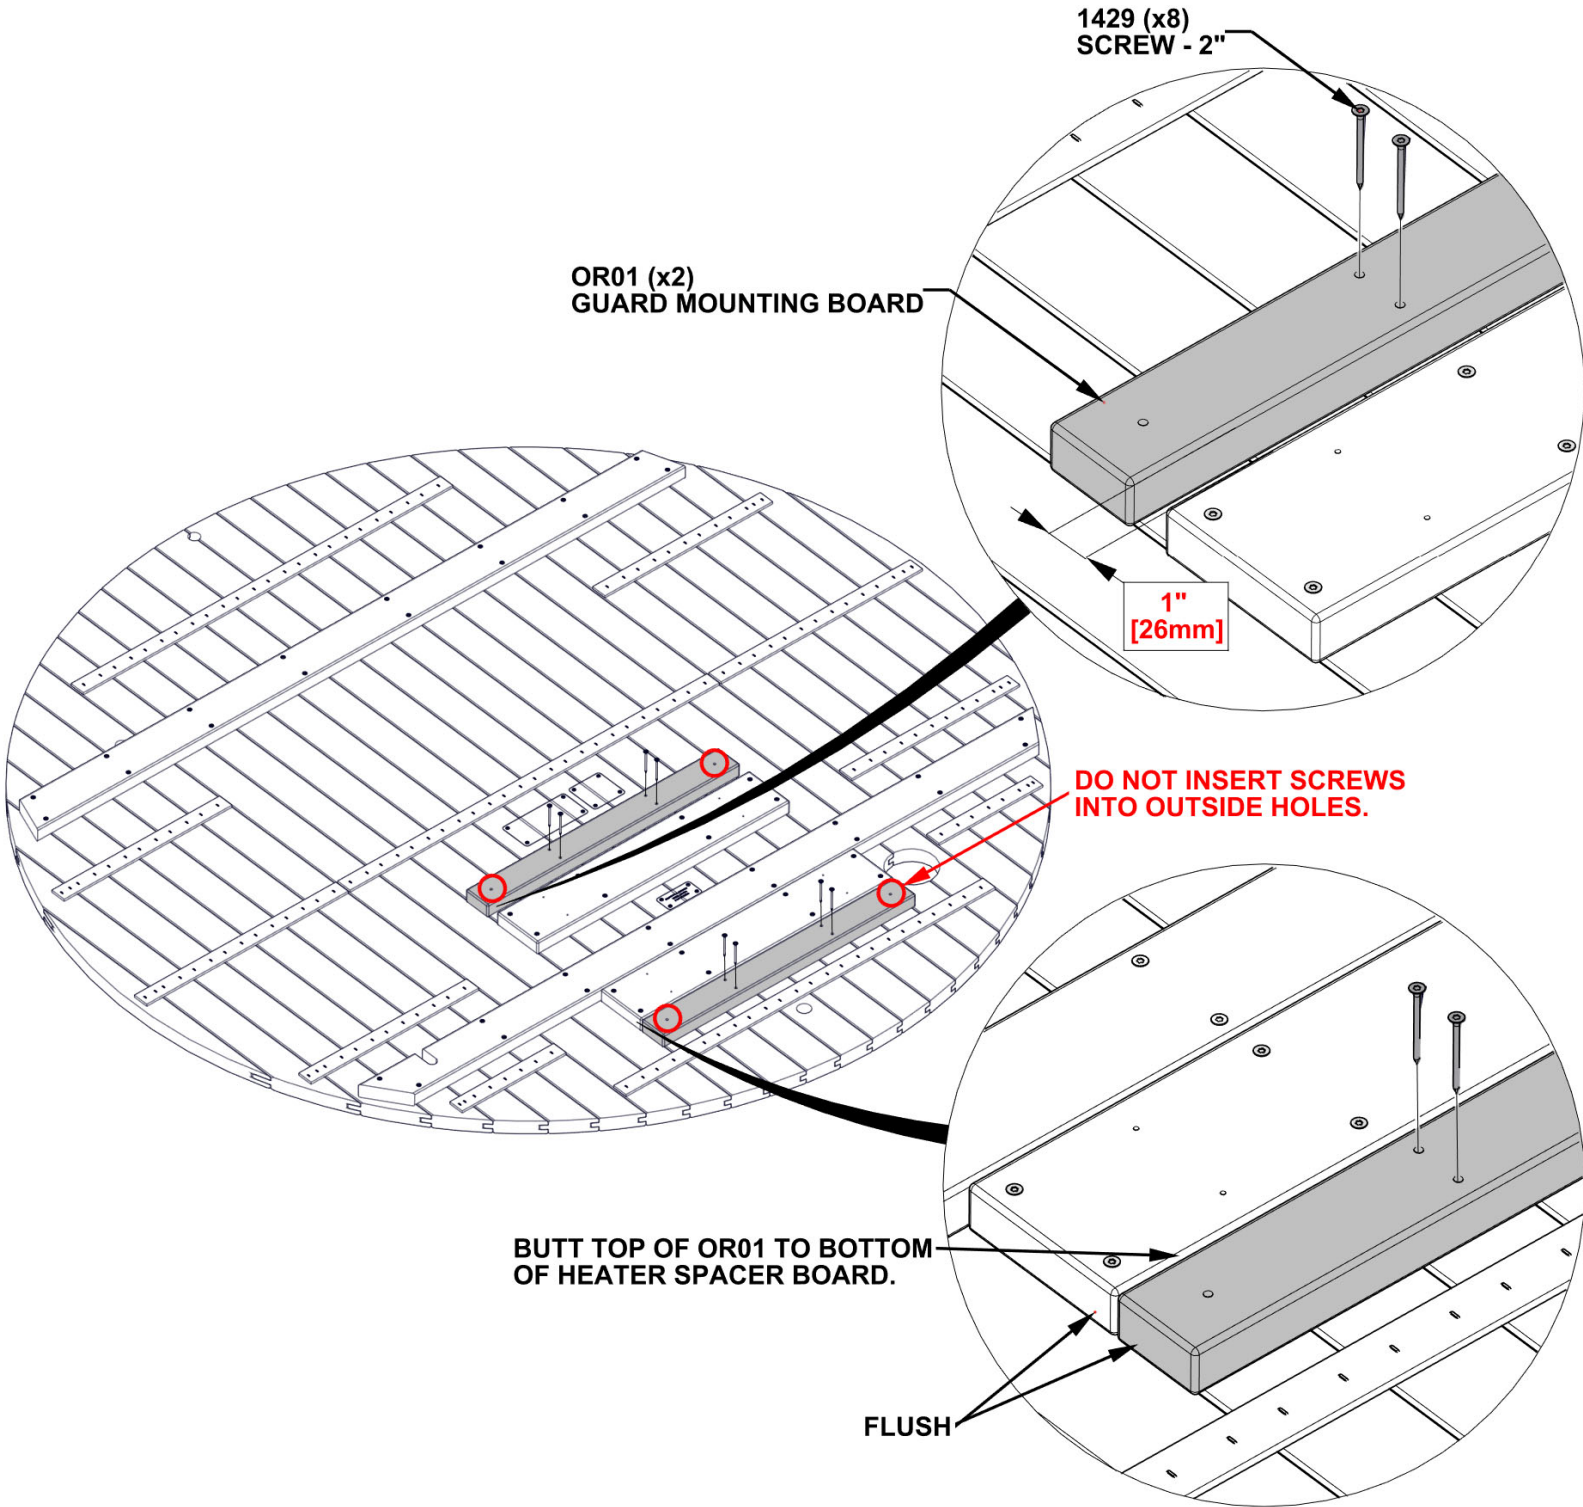 1429 (x8)
SCREW - 2"
OR01 (x2)
GUARD MOUNTING BOARD
1"
[26mm]
DO NOT INSERT SCREWS
INTO OUTSIDE HOLES.
BUTT TOP OF OR01 TO BOTTOM
OF HEATER SPACER BOARD.
FLUSH